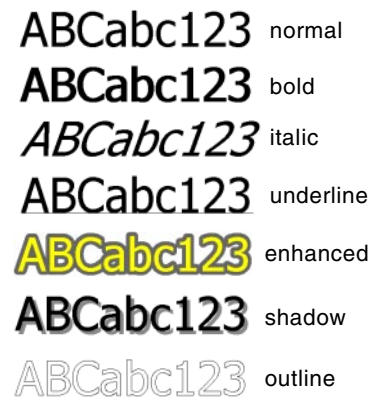 ABCabc123 normal
ABCabc123 bold
ABCabc123 italic
ABCabc123 underline
ABCabc123 enhanced
ABCabc123 shadow
ABCabc123 outline